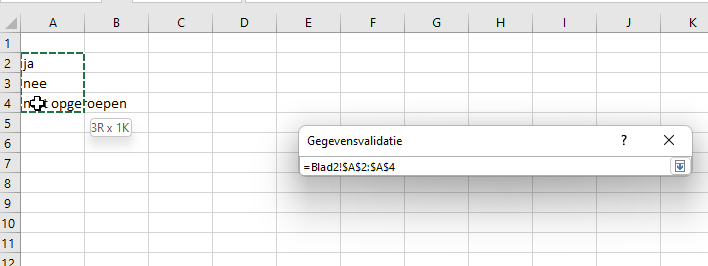 A B C D E F G H I J K
1
2 ja
3 nee
4 niet opgeroepen
5
3R x 1K
6
Gegevensvalidatie ? ×
7
=Blad2!$A$2:$A$4
8
9
10
11
12